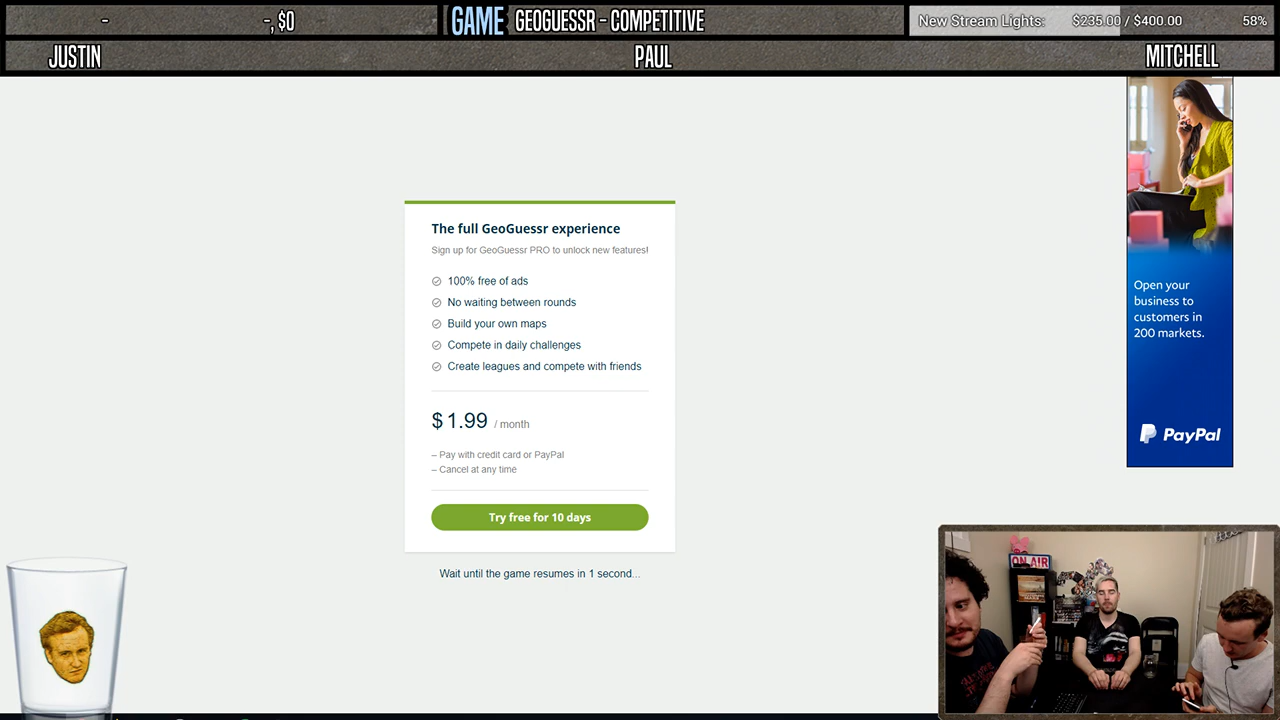 -
-, $0
GAME GEOGUESSR - COMPETITIVE
New Stream Lights: $235.00 / $400.00 58%
JUSTIN
PAUL
MITCHELL
The full GeoGuessr experience
Sign up for GeoGuessr PRO to unlock new features!
100% free of ads
No waiting between rounds
Build your own maps
Compete in daily challenges
Create leagues and compete with friends
$ 1.99 / month
– Pay with credit card or PayPal
– Cancel at any time
Try free for 10 days
Wait until the game resumes in 1 second...
Open your
business to
customers in
200 markets.
PayPal
ON AIR